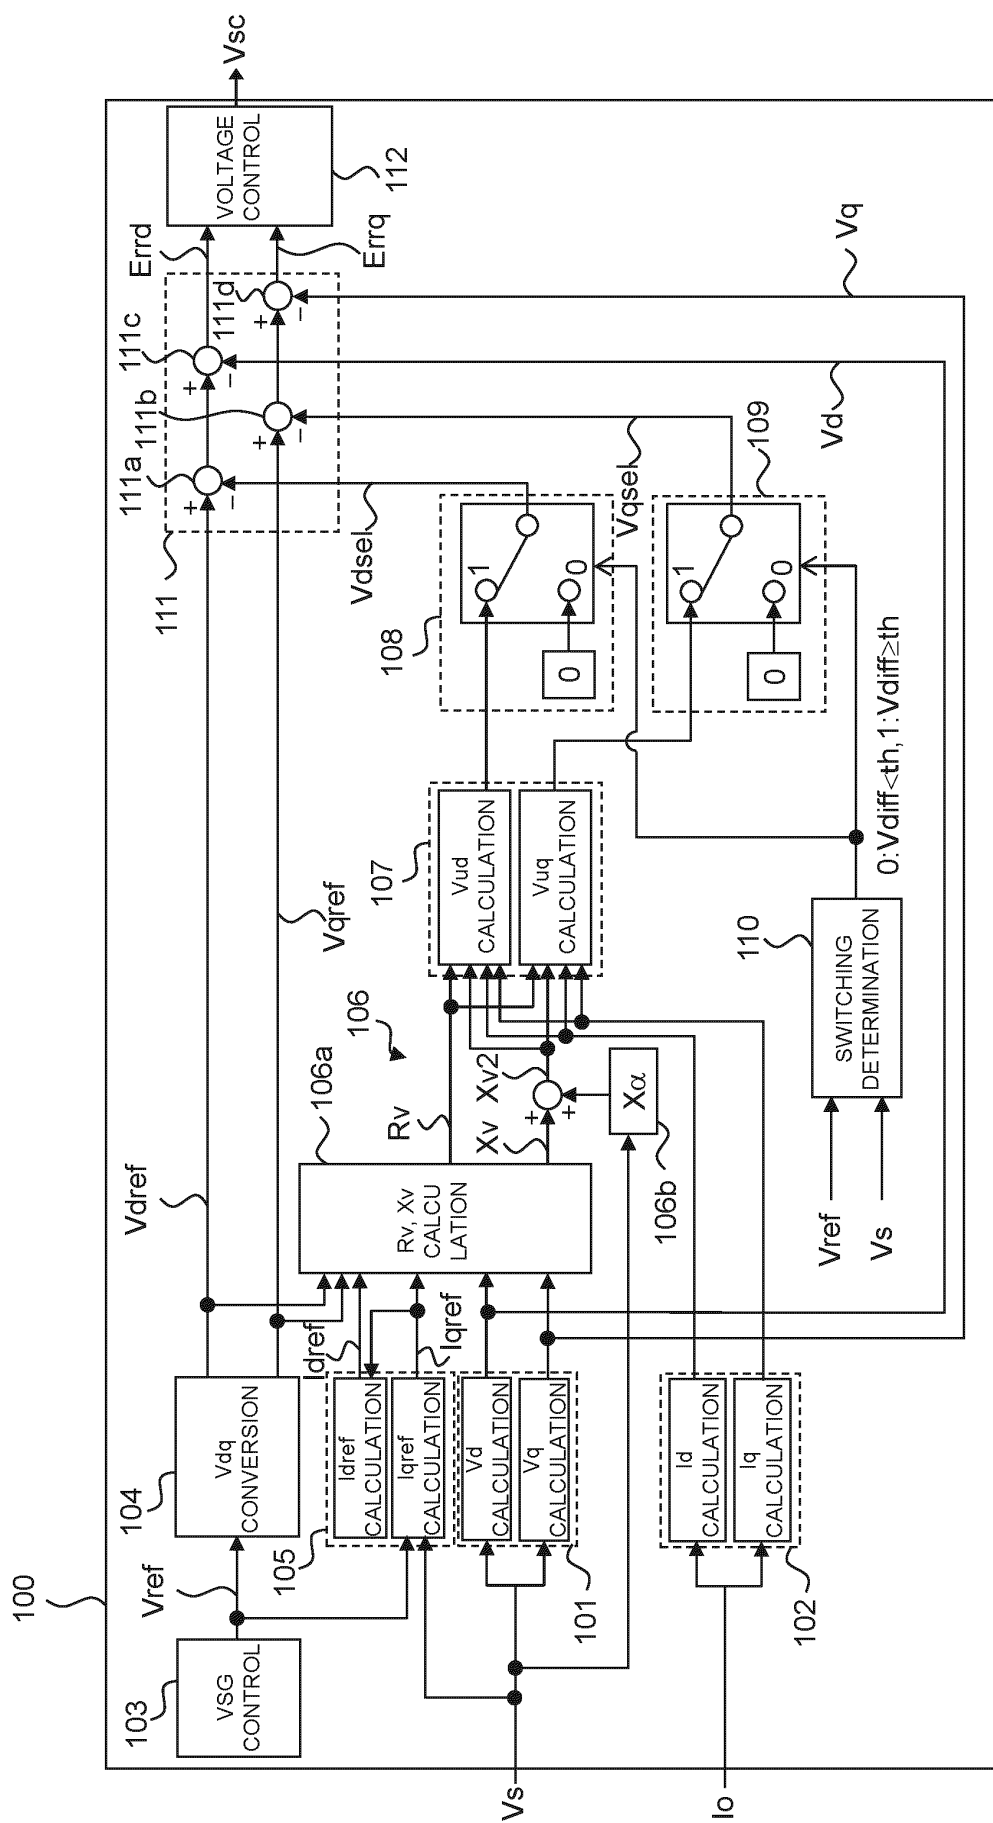 100
103
VSG
CONTROL
Vref
104
Vdq
CONVERSION
Vdref
Vqref
105
Idref
CALCULATION
Iqref
CALCULATION
Idref
Iqref
Vs
101
Vd
CALCULATION
Vq
CALCULATION
Io
102
Id
CALCULATION
Iq
CALCULATION
106
106a
Rv, Xv
CALCU
LATION
Rv
Xv
Xv2
+
+
Xα
106b
107
Vud
CALCULATION
Vuq
CALCULATION
108
1
0
0
Vdsel
109
1
0
0
Vqsel
110
SWITCHING
DETERMINATION
Vref
Vs
0:Vdiff<th,1:Vdiff≥th
111
111a
+
−
111b
+
−
111c
+
−
111d
+
−
Vd
Vq
Errd
Errq
VOLTAGE
CONTROL
112
Vsc